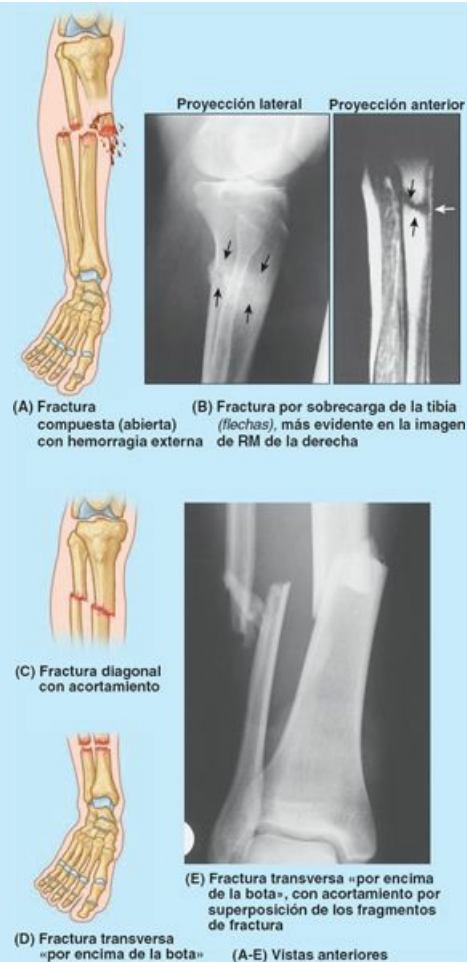 Proyección lateral
Proyección anterior
(A) Fractura
compuesta (abierta)
con hemorragia externa
(B) Fractura por sobrecarga de la tibia
(flechas), más evidente en la imagen
de RM de la derecha
(C) Fractura diagonal
con acortamiento
(D) Fractura transversa
«por encima de la bota»
(E) Fractura transversa «por encima
de la bota», con acortamiento por
superposición de los fragmentos
de fractura
(A-E) Vistas anteriores